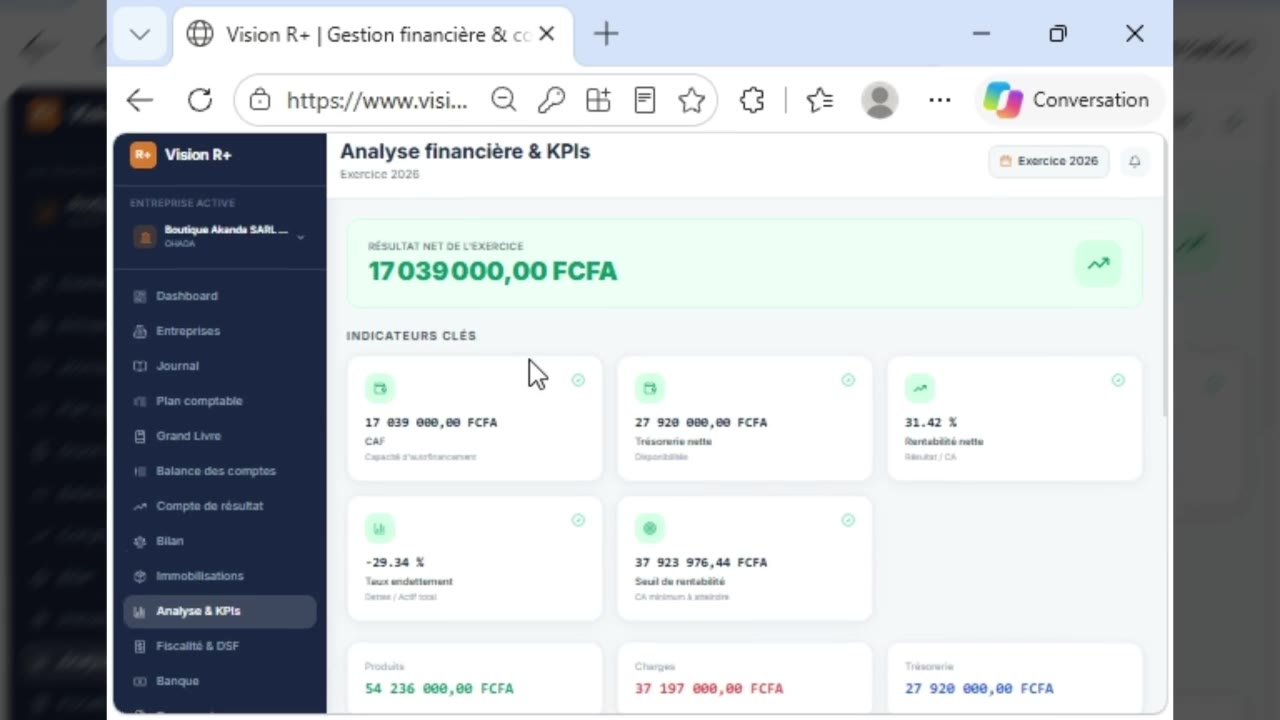 Vision R+ | Gestion financière & co
https://www.visi...
Conversation
R+ Vision R+
Analyse financière & KPIs
Exercice 2026
Exercice 2026
ENTREPRISE ACTIVE
Boutique Akanda SARL ...
OHADA
RÉSULTAT NET DE L'EXERCICE
17 039 000,00 FCFA
Dashboard
Entreprises
Journal
Plan comptable
Grand Livre
Balance des comptes
Compte de résultat
Bilan
Immobilisations
Analyse & KPIs
Fiscalité & DSF
Banque
INDICATEURS CLÉS
17 039 000,00 FCFA
CAF
Capacité d'autofinancement
27 920 000,00 FCFA
Trésorerie nette
Disponibilités
31.42 %
Rentabilité nette
Résultat / CA
-29.34 %
Taux endettement
Dettes / Actif total
37 923 976,44 FCFA
Seuil de rentabilité
CA minimum à atteindre
Produits
54 236 000,00 FCFA
Charges
37 197 000,00 FCFA
Trésorerie
27 920 000,00 FCFA